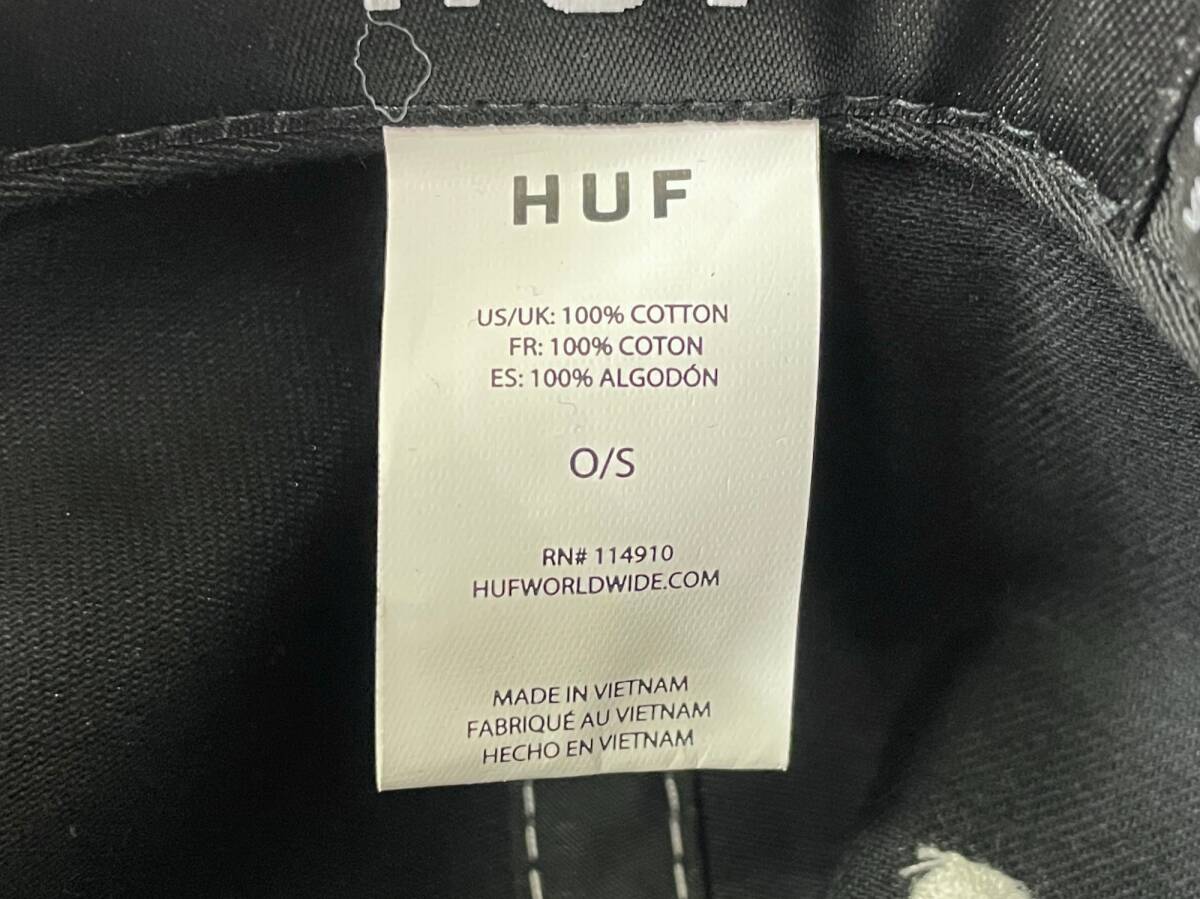 HUF
US/UK: 100% COTTON
FR: 100% COTON
ES: 100% ALGODÓN
O/S
RN# 114910
HUFWORLDWIDE.COM
MADE IN VIETNAM
FABRIQUÉ AU VIETNAM
HECHO EN VIETNAM